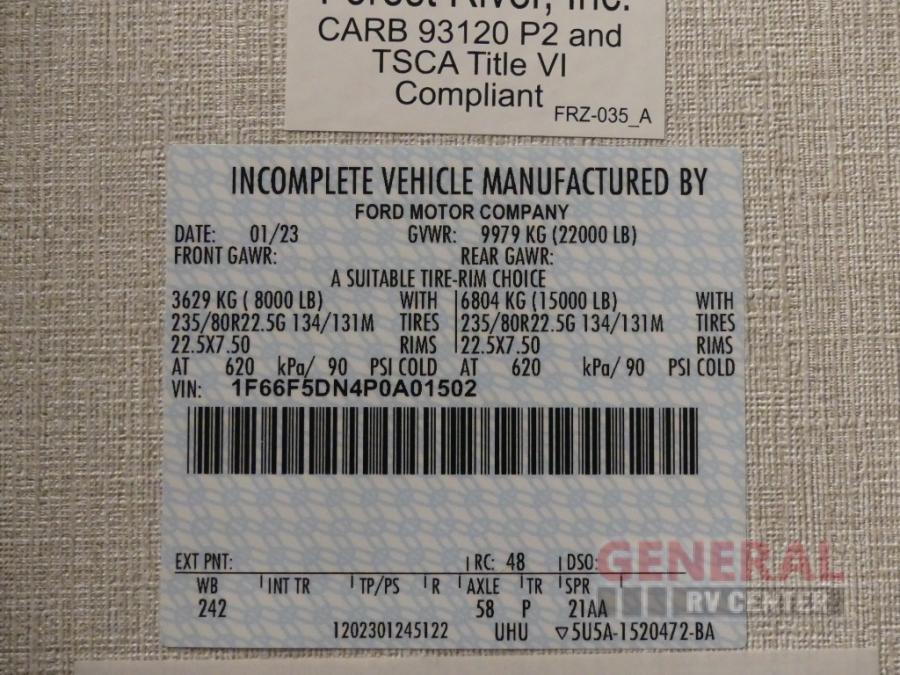 Forest River, Inc.
CARB 93120 P2 and
TSCA Title VI
Compliant
FRZ-035_A
INCOMPLETE VEHICLE MANUFACTURED BY
FORD MOTOR COMPANY
DATE: 01/23 GVWR: 9979 KG (22000 LB)
FRONT GAWR: REAR GAWR:
A SUITABLE TIRE-RIM CHOICE
3629 KG ( 8000 LB) WITH 6804 KG (15000 LB) WITH
235/80R22.5G 134/131M TIRES 235/80R22.5G 134/131M TIRES
22.5X7.50 RIMS 22.5X7.50 RIMS
AT 620 kPa/ 90 PSI COLD AT 620 kPa/ 90 PSI COLD
VIN: 1F66F5DN4P0A01502
EXT PNT: RC: 48 DSO:
WB INT TR TP/PS R AXLE TR SPR
242 58 P 21AA
1202301245122 UHU ▽5U5A-1520472-BA
GENERAL
RV CENTER